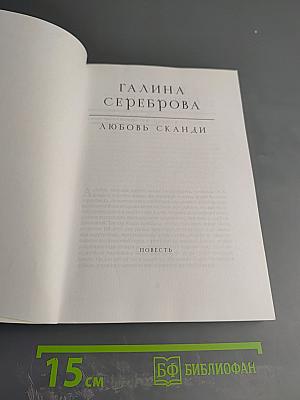 ГАЛИНА
СЕРЕБРОВА
ЛЮБОВЬ СКАНДИ
ПОВЕСТЬ
15 см
БФ БИБЛИОФАН